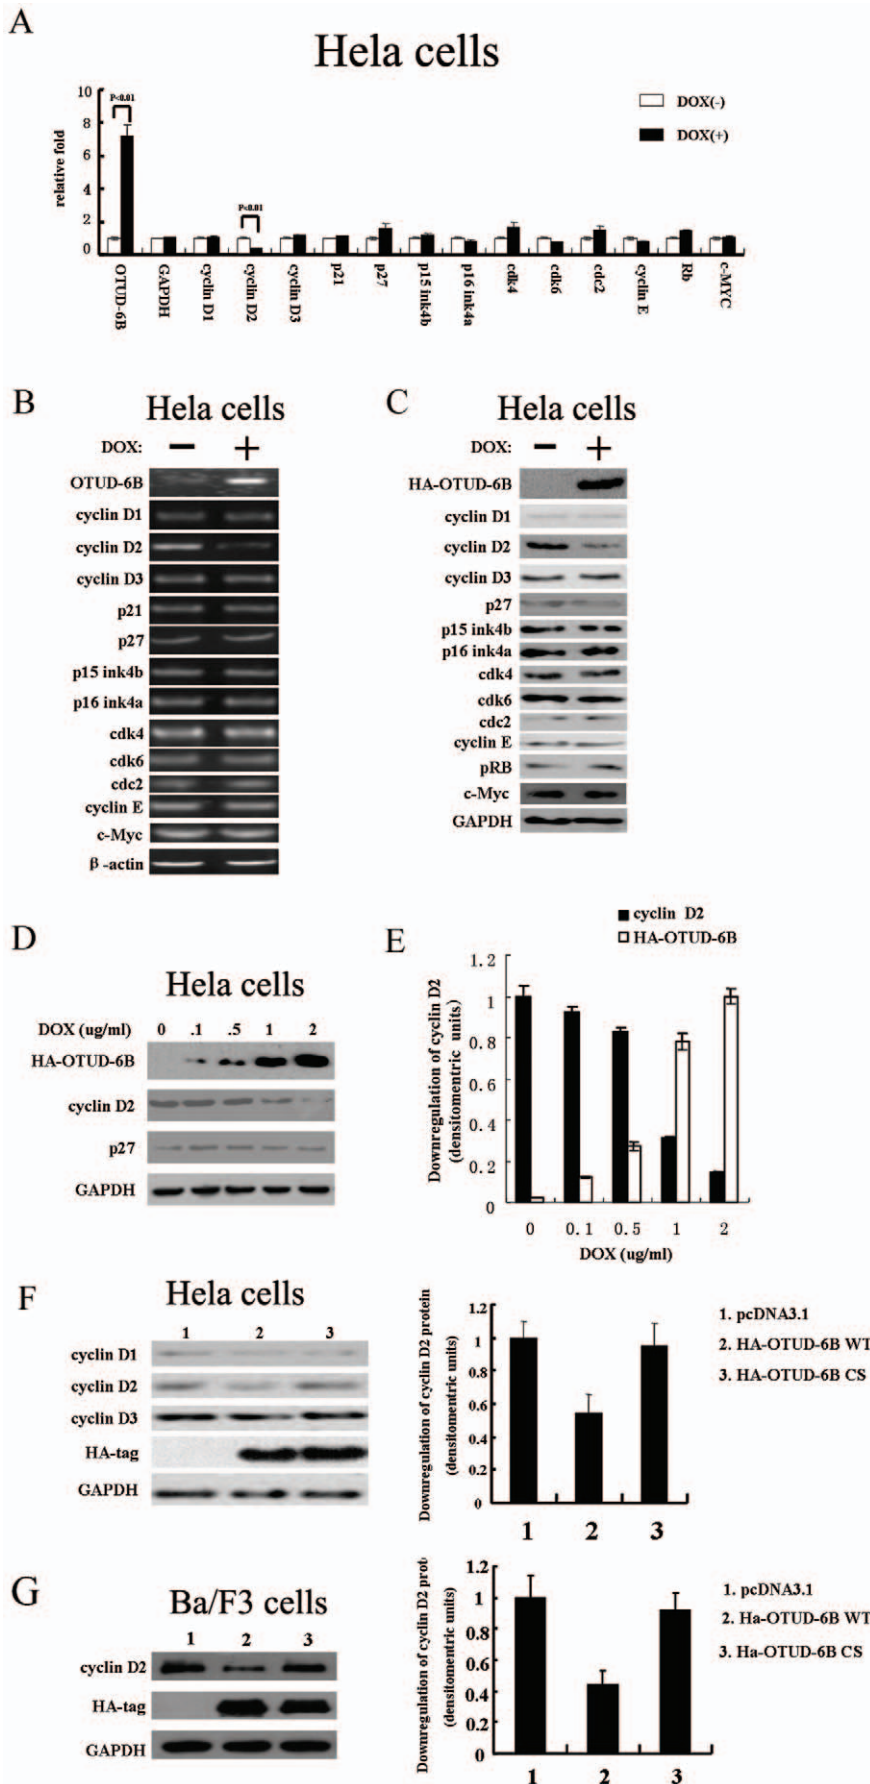 A
Hela cells
DOX(-)
DOX(+)
P<0.01
P<0.01
relative fold
10
8
6
4
2
0
OTUD-6B
GAPDH
cyclin D1
cyclin D2
cyclin D3
p21
p27
p15 ink4b
p16 ink4a
cdk4
cdk6
cdc2
cyclin E
Rb
c-MYC
B
Hela cells
DOX: − +
OTUD-6B
cyclin D1
cyclin D2
cyclin D3
p21
p27
p15 ink4b
p16 ink4a
cdk4
cdk6
cdc2
cyclin E
c-Myc
β-actin
C
Hela cells
DOX: − +
HA-OTUD-6B
cyclin D1
cyclin D2
cyclin D3
p27
p15 ink4b
p16 ink4a
cdk4
cdk6
cdc2
cyclin E
pRB
c-Myc
GAPDH
D
Hela cells
DOX (ug/ml) 0 .1 .5 1 2
HA-OTUD-6B
cyclin D2
p27
GAPDH
E
cyclin D2
HA-OTUD-6B
Downregulation of cyclin D2
(densitomentric units)
1.2
1
0.8
0.6
0.4
0.2
0
0 0.1 0.5 1 2
DOX (ug/ml)
F
Hela cells
1 2 3
cyclin D1
cyclin D2
cyclin D3
HA-tag
GAPDH
Downregulation of cyclin D2 protein
(densitomentric units)
1.2
1
0.8
0.6
0.4
0.2
0
1 2 3
1. pcDNA3.1
2. HA-OTUD-6B WT
3. HA-OTUD-6B CS
G
Ba/F3 cells
1 2 3
cyclin D2
HA-tag
GAPDH
Downregulation of cyclin D2 prot
(densitomentric units)
1.2
1
0.8
0.6
0.4
0.2
0
1 2 3
1. pcDNA3.1
2. Ha-OTUD-6B WT
3. Ha-OTUD-6B CS